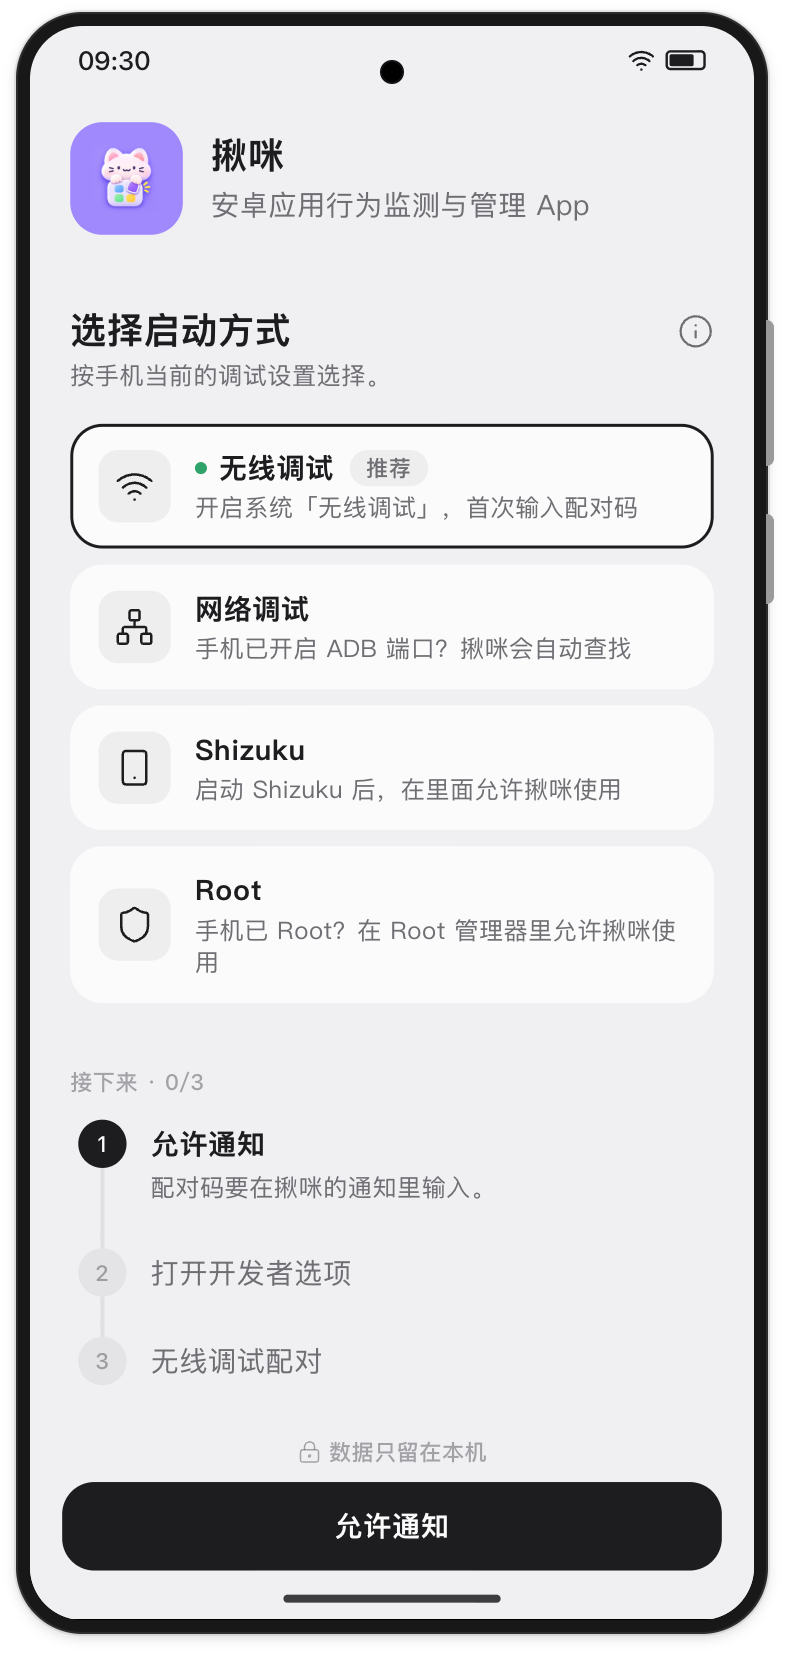 09:30
揪咪
安卓应用行为监测与管理 App
选择启动方式
按手机当前的调试设置选择。
无线调试 推荐
开启系统「无线调试」，首次输入配对码
网络调试
手机已开启 ADB 端口？揪咪会自动查找
Shizuku
启动 Shizuku 后，在里面允许揪咪使用
Root
手机已 Root？在 Root 管理器里允许揪咪使
用
接下来 · 0/3
1 允许通知
配对码要在揪咪的通知里输入。
2 打开开发者选项
3 无线调试配对
数据只留在本机
允许通知